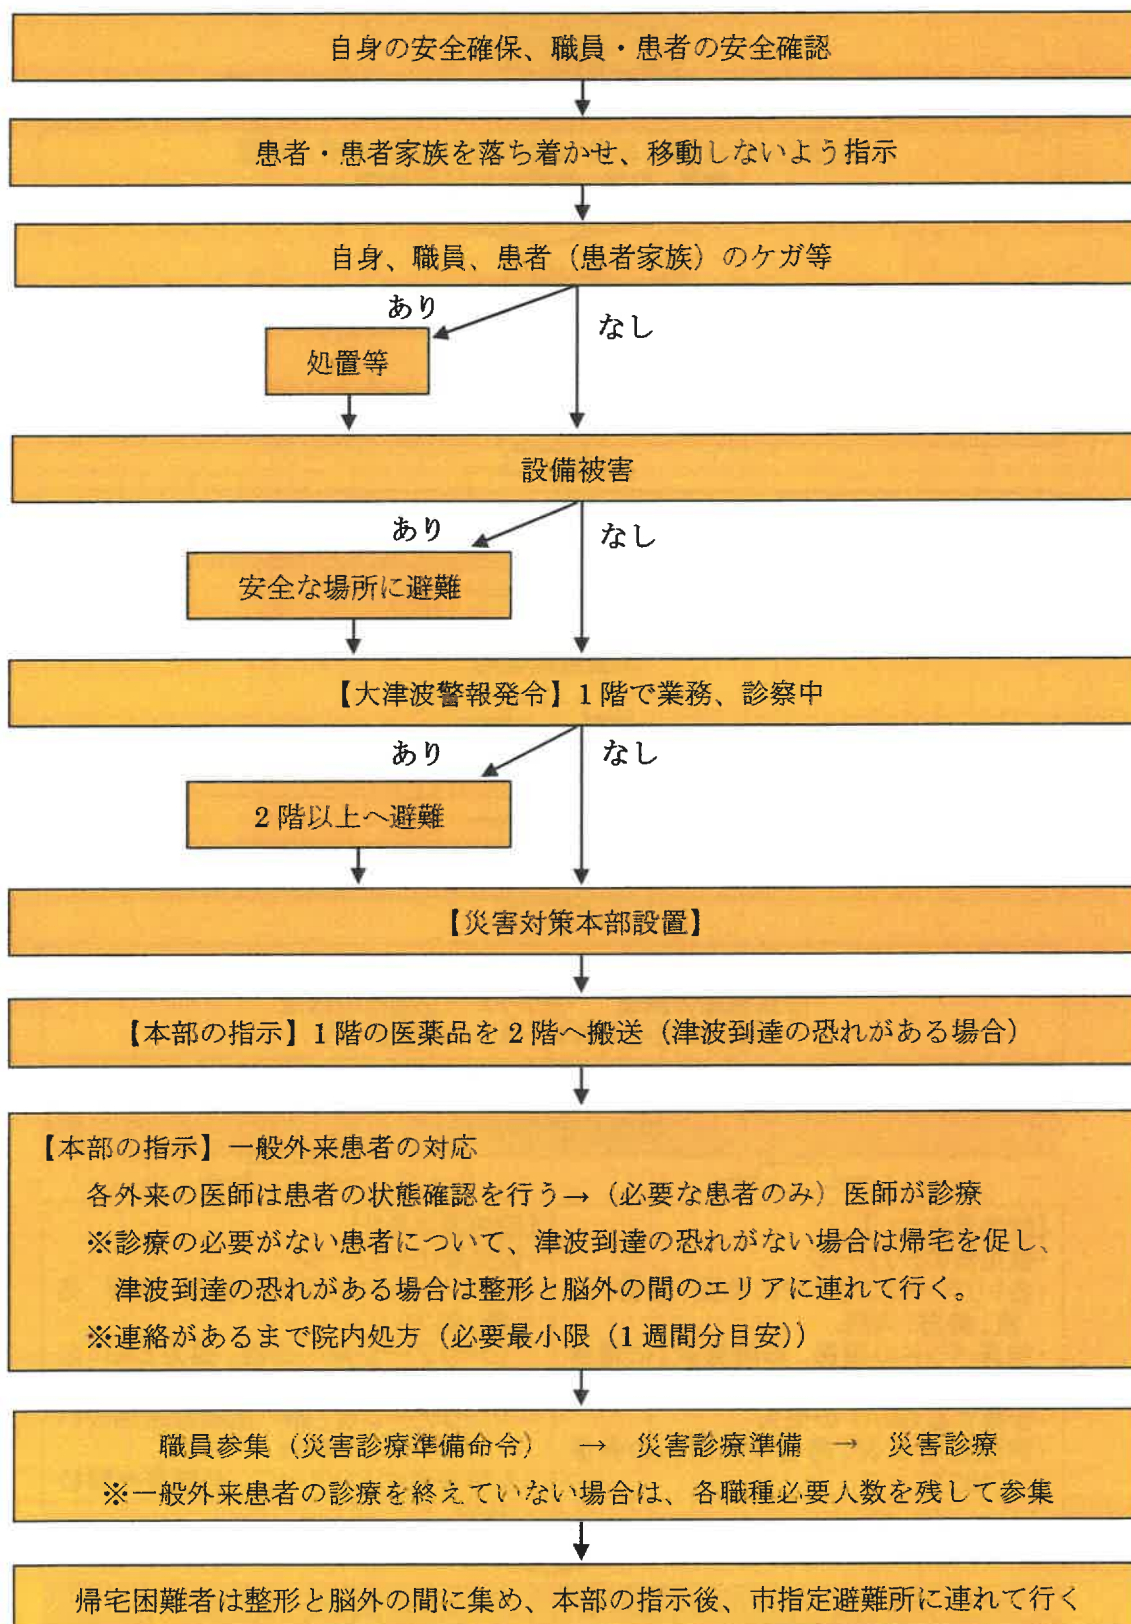 自身の安全確保、職員・患者の安全確認
患者・患者家族を落ち着かせ、移動しないよう指示
自身、職員、患者（患者家族）のケガ等
あり
なし
処置等
設備被害
あり
なし
安全な場所に避難
【大津波警報発令】1階で業務、診察中
あり
なし
2階以上へ避難
【災害対策本部設置】
【本部の指示】1階の医薬品を2階へ搬送（津波到達の恐れがある場合）
【本部の指示】一般外来患者の対応
各外来の医師は患者の状態確認を行う→（必要な患者のみ）医師が診療
※診療の必要がない患者について、津波到達の恐れがない場合は帰宅を促し、
津波到達の恐れがある場合は整形と脳外の間のエリアに連れて行く。
※連絡があるまで院内処方（必要最小限（1週間分目安））
職員参集（災害診療準備命令） → 災害診療準備 → 災害診療
※一般外来患者の診療を終えていない場合は、各職種必要人数を残して参集
帰宅困難者は整形と脳外の間に集め、本部の指示後、市指定避難所に連れて行く